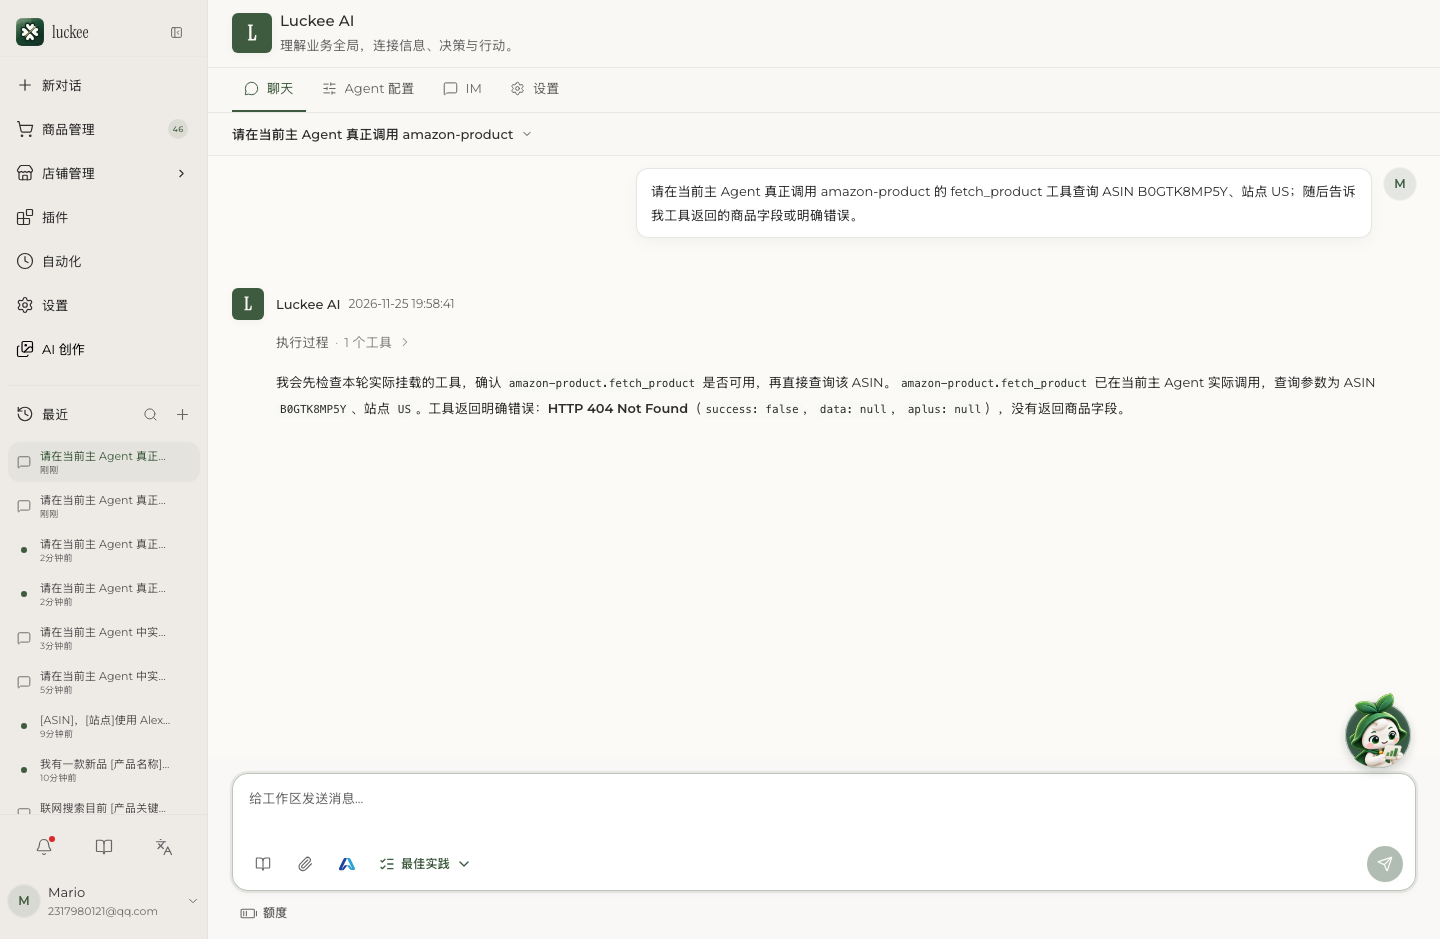 luckee
新对话
商品管理
46
店铺管理
插件
自动化
设置
AI 创作
最近
请在当前主 Agent 真正...
刚刚
请在当前主 Agent 真正...
刚刚
请在当前主 Agent 真正...
2分钟前
请在当前主 Agent 真正...
2分钟前
请在当前主 Agent 中实...
3分钟前
请在当前主 Agent 中实...
5分钟前
[ASIN]，[站点]使用 Alex...
9分钟前
我有一款新品 [产品名称]...
10分钟前
联网搜索目前 [产品关键...
M
Mario
2317980121@qq.com
L
Luckee AI
理解业务全局，连接信息、决策与行动。
聊天
Agent 配置
IM
设置
请在当前主 Agent 真正调用 amazon-product
请在当前主 Agent 真正调用 amazon-product 的 fetch_product 工具查询 ASIN B0GTK8MP5Y、站点 US；随后告诉
我工具返回的商品字段或明确错误。
M
L
Luckee AI 2026-11-25 19:58:41
执行过程 · 1 个工具
我会先检查本轮实际挂载的工具，确认 amazon-product.fetch_product 是否可用，再直接查询该 ASIN。 amazon-product.fetch_product 已在当前主 Agent 实际调用，查询参数为 ASIN
B0GTK8MP5Y 、站点 US 。工具返回明确错误：HTTP 404 Not Found（success: false， data: null， aplus: null），没有返回商品字段。
给工作区发送消息...
最佳实践
额度